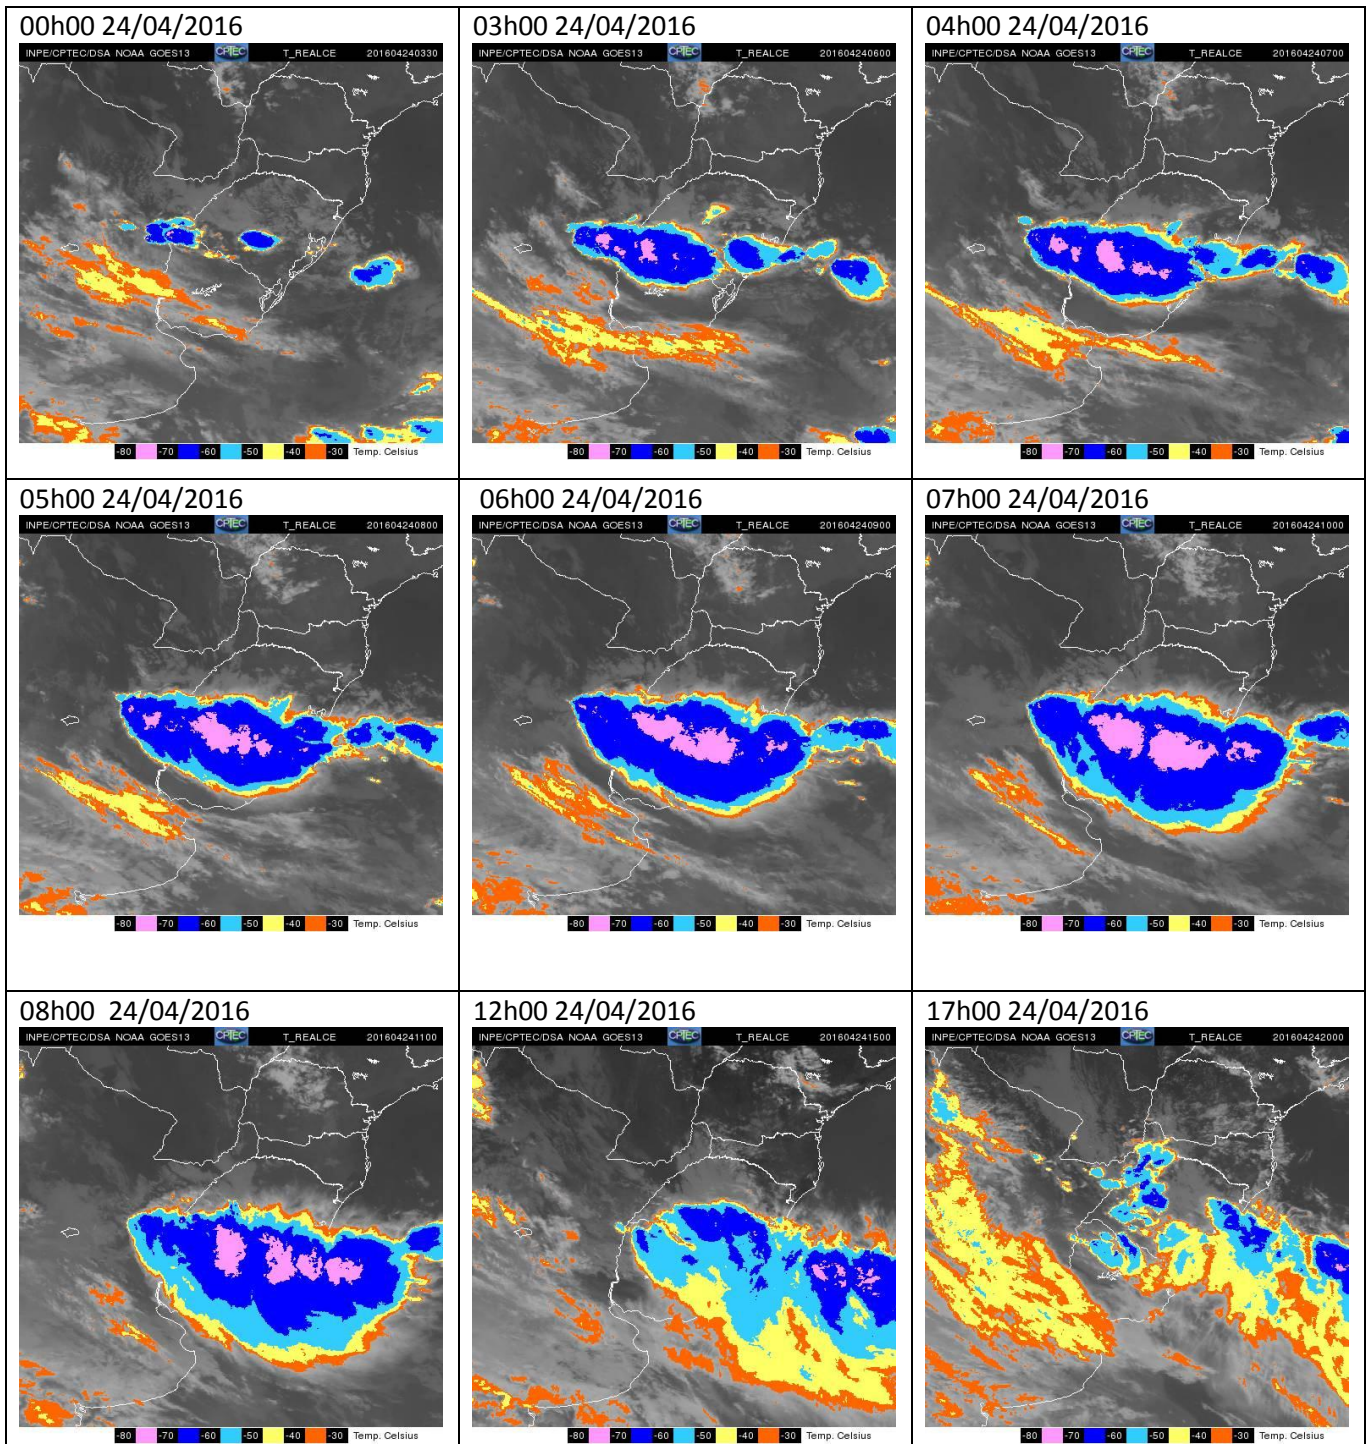 00h00 24/04/2016
INPE/CPTEC/DSA NOAA GOES13 CPTEC T_REALCE 201604240330
-80 -70 -60 -50 -40 -30 Temp. Celsius
03h00 24/04/2016
INPE/CPTEC/DSA NOAA GOES13 CPTEC T_REALCE 201604240600
-80 -70 -60 -50 -40 -30 Temp. Celsius
04h00 24/04/2016
INPE/CPTEC/DSA NOAA GOES13 CPTEC T_REALCE 201604240700
-80 -70 -60 -50 -40 -30 Temp. Celsius
05h00 24/04/2016
INPE/CPTEC/DSA NOAA GOES13 CPTEC T_REALCE 201604240800
-80 -70 -60 -50 -40 -30 Temp. Celsius
06h00 24/04/2016
INPE/CPTEC/DSA NOAA GOES13 CPTEC T_REALCE 201604240900
-80 -70 -60 -50 -40 -30 Temp. Celsius
07h00 24/04/2016
INPE/CPTEC/DSA NOAA GOES13 CPTEC T_REALCE 201604241000
-80 -70 -60 -50 -40 -30 Temp. Celsius
08h00 24/04/2016
INPE/CPTEC/DSA NOAA GOES13 CPTEC T_REALCE 201604241100
-80 -70 -60 -50 -40 -30 Temp. Celsius
12h00 24/04/2016
INPE/CPTEC/DSA NOAA GOES13 CPTEC T_REALCE 201604241500
-80 -70 -60 -50 -40 -30 Temp. Celsius
17h00 24/04/2016
INPE/CPTEC/DSA NOAA GOES13 CPTEC T_REALCE 201604242000
-80 -70 -60 -50 -40 -30 Temp. Celsius